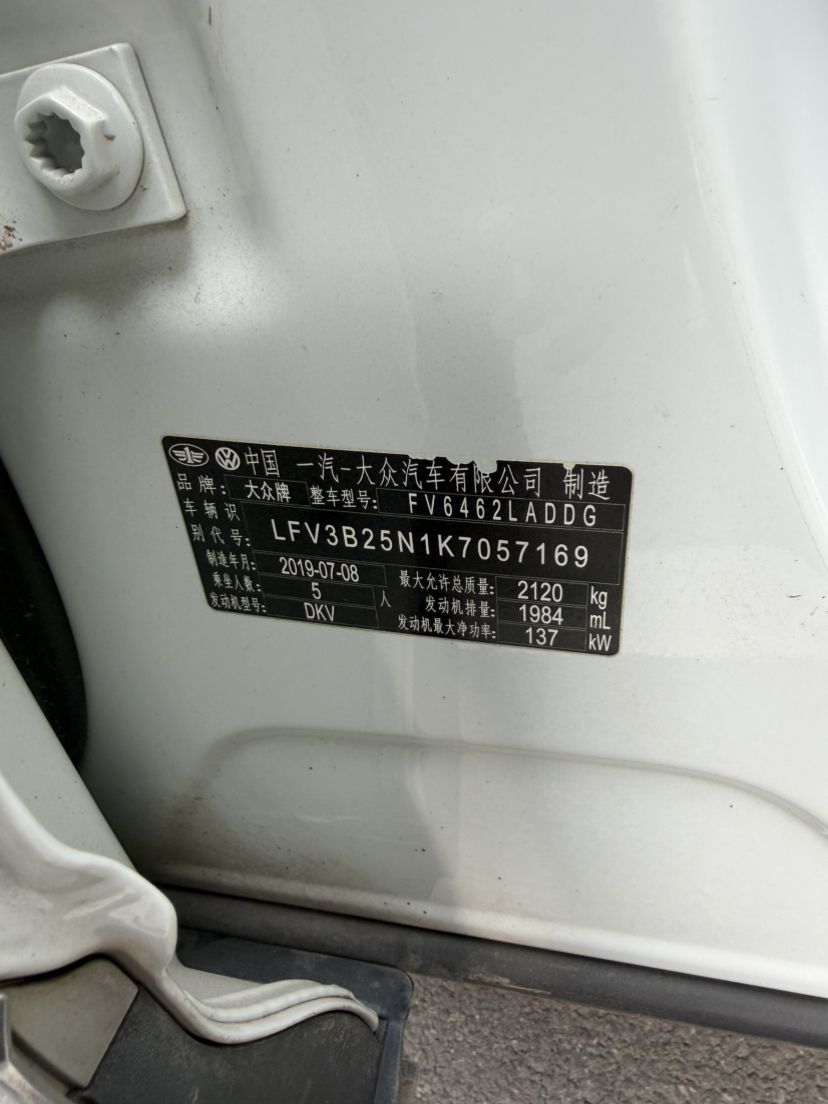 中国 一汽-大众汽车有限公司 制造
品牌: 大众牌 整车型号: FV6462LADDG
车辆识别代号: LFV3B25N1K7057169
制造年月: 2019-07-08 最大允许总质量: 2120 kg
乘坐人数: 5 人 发动机排量: 1984 mL
发动机型号: DKV 发动机最大净功率: 137 kW